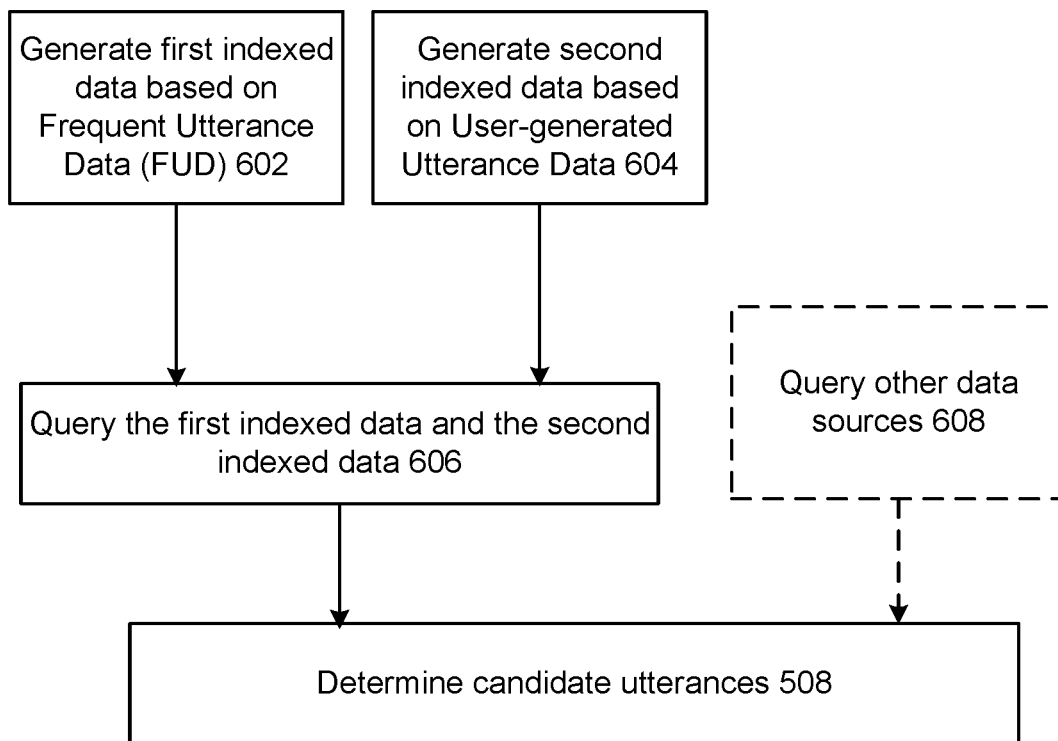 Generate first indexed
data based on
Frequent Utterance
Data (FUD) 602
Generate second
indexed data based
on User-generated
Utterance Data 604
Query the first indexed data and the second
indexed data 606
Query other data
sources 608
Determine candidate utterances 508